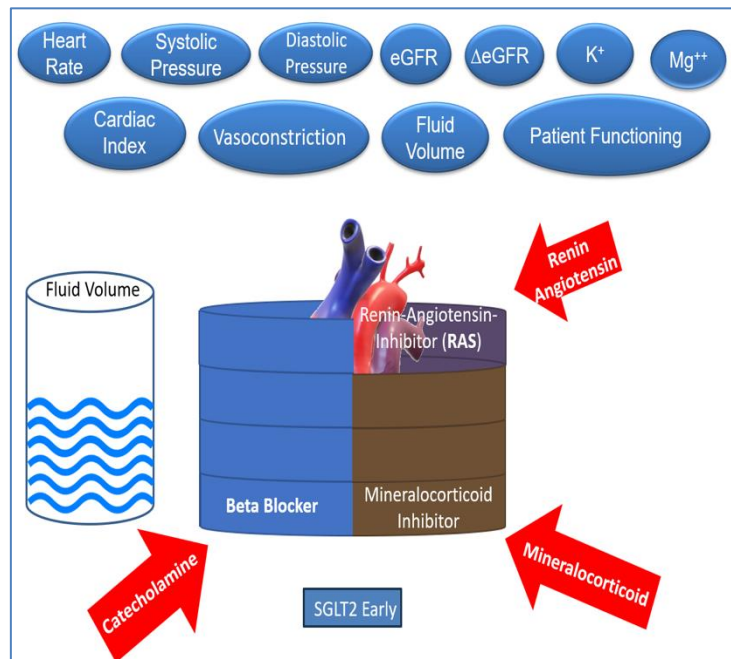 Heart
Rate
Systolic
Pressure
Diastolic
Pressure
eGFR
ΔeGFR
K⁺
Mg⁺⁺
Cardiac
Index
Vasoconstriction
Fluid
Volume
Patient Functioning
Renin
Angiotensin
Fluid Volume
Renin-Angiotensin-
Inhibitor (RAS)
Beta Blocker
Mineralocorticoid
Inhibitor
Catecholamine
Mineralocorticoid
SGLT2 Early